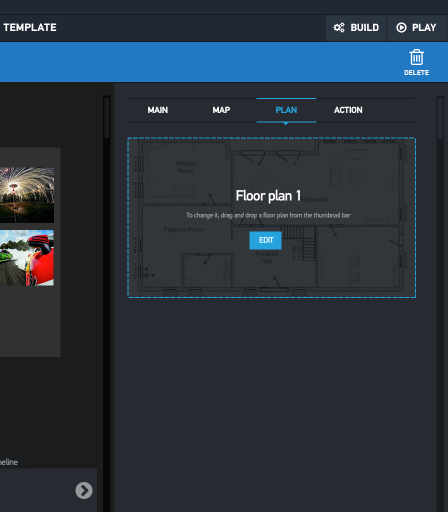 TEMPLATE
BUILD
PLAY
DELETE
MAIN
MAP
PLAN
ACTION
Floor plan 1
To change it, drag and drop a floor plan from the thumbnail bar
EDIT
eline